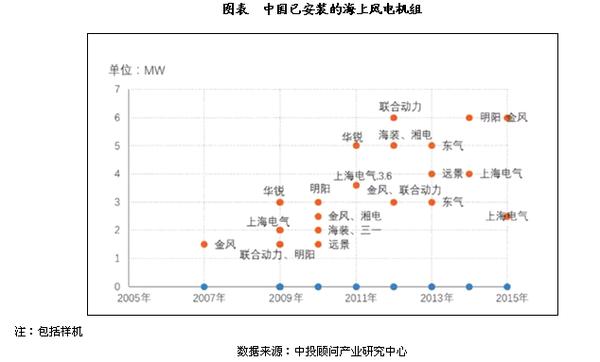 图表 中国已安装的海上风电机组
单位：MW
7
联合动力
6
明阳 金风
华锐
海装、湘电
5
东气
上海电气,3.6
4
远景
上海电气
华锐
明阳
金风、联合动力
3
东气
上海电气
金风、湘电
上海电气
2
海装、三一
金风
联合动力、明阳
远景
1
0
2005年 2007年 2009年 2011年 2013年 2015年
注：包括样机
数据来源：中投顾问产业研究中心